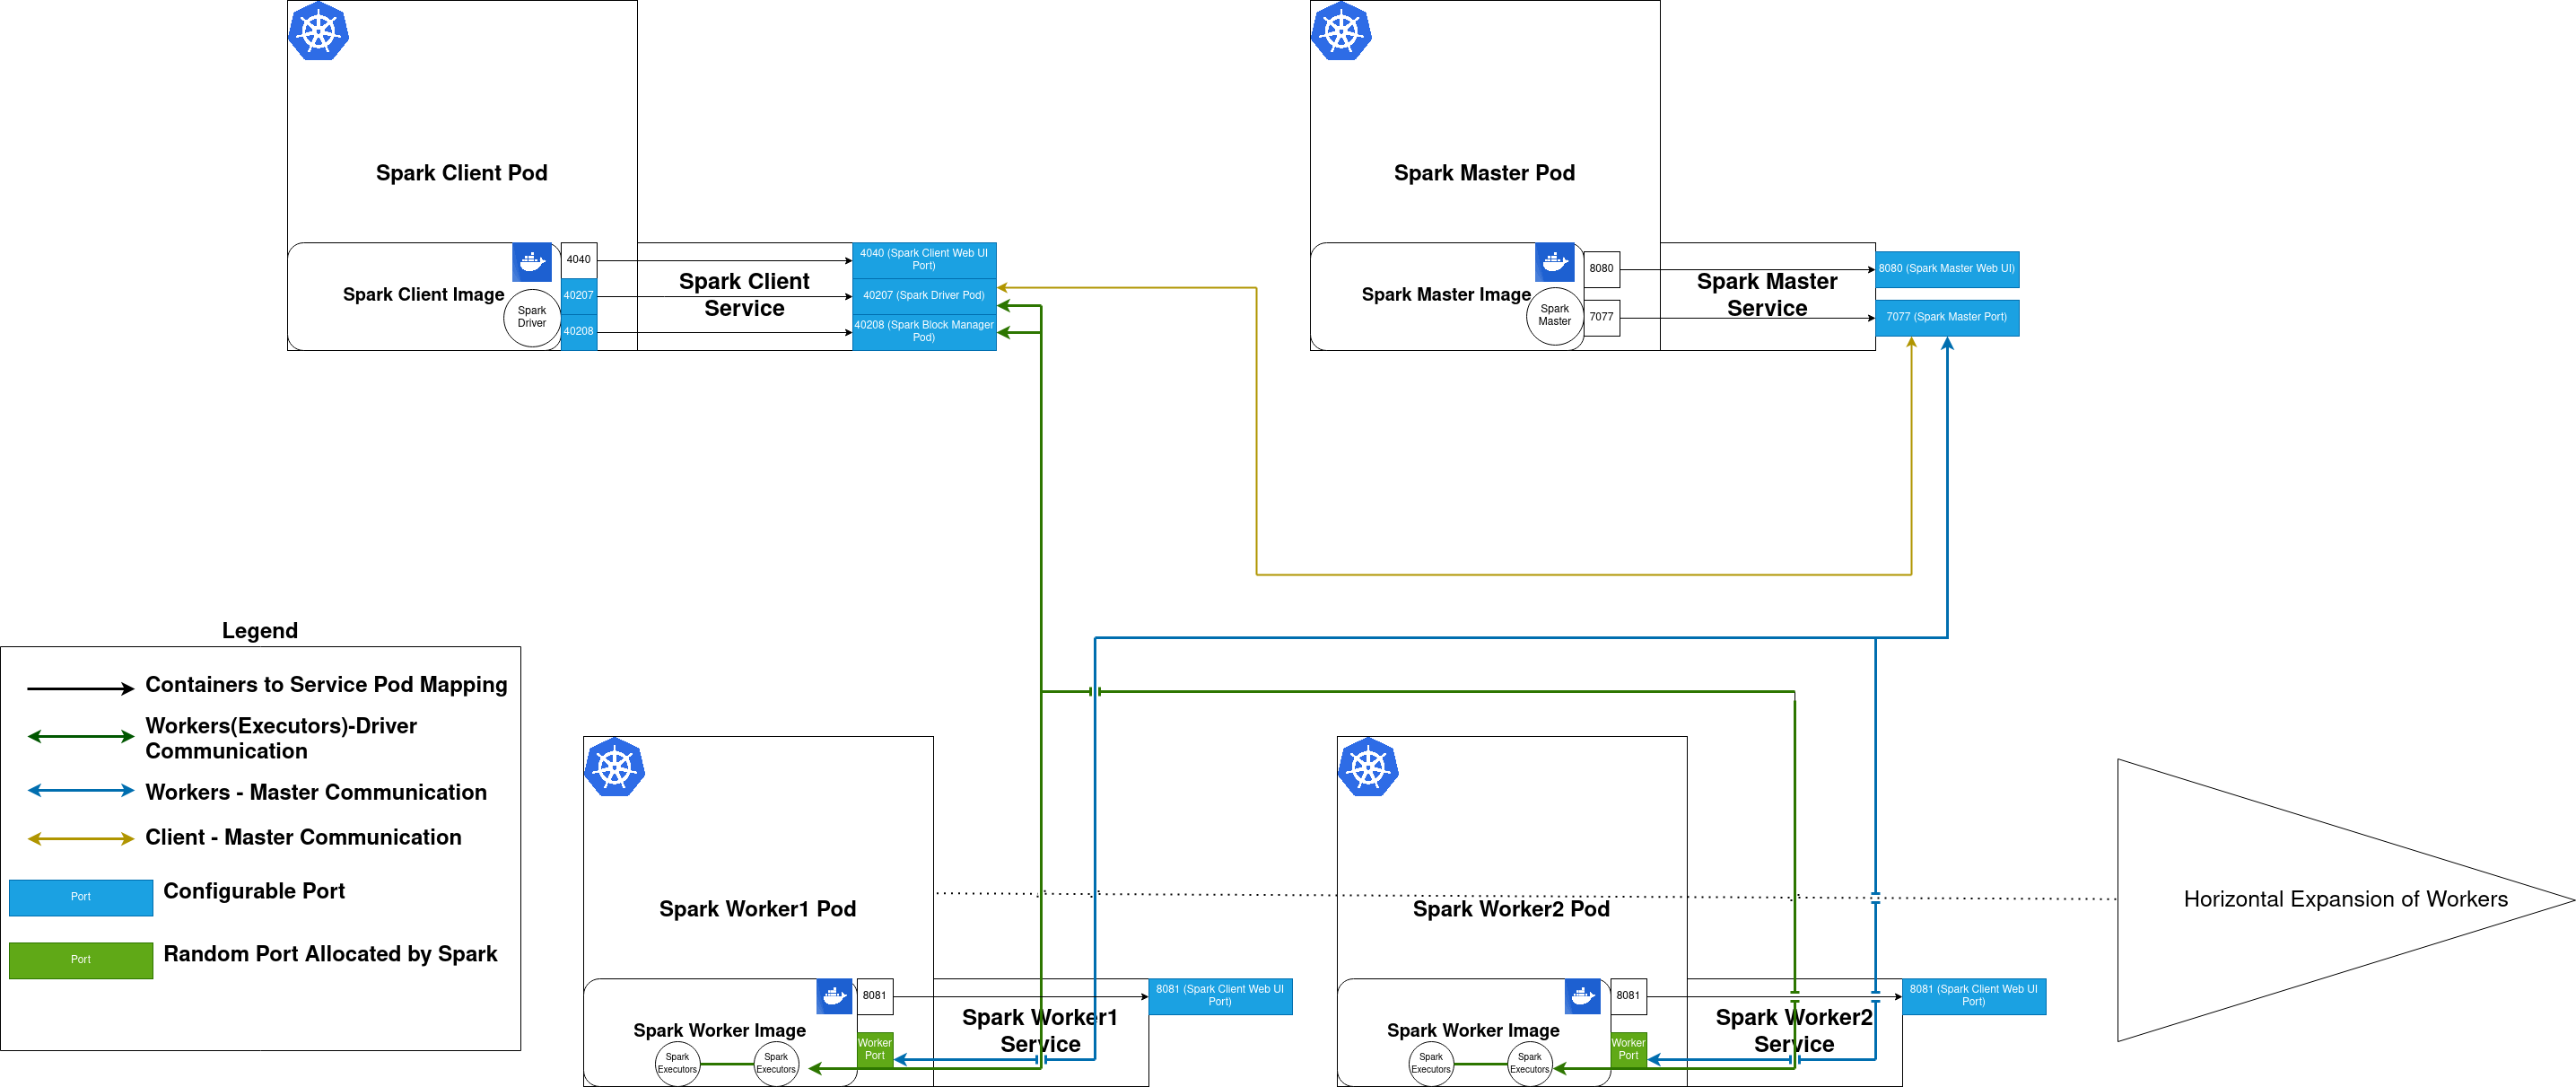 Spark Client Pod
Spark Client Image
Spark
Driver
4040
40207
40208
Spark Client
Service
4040 (Spark Client Web UI
Port)
40207 (Spark Driver Pod)
40208 (Spark Block Manager
Pod)
Spark Master Pod
Spark Master Image
Spark
Master
8080
7077
Spark Master
Service
8080 (Spark Master Web UI)
7077 (Spark Master Port)
Legend
Containers to Service Pod Mapping
Workers(Executors)-Driver
Communication
Workers - Master Communication
Client - Master Communication
Port
Configurable Port
Port
Random Port Allocated by Spark
Spark Worker1 Pod
Spark Worker Image
Spark
Executors
Spark
Executors
8081
Worker
Port
Spark Worker1
Service
8081 (Spark Client Web UI
Port)
Spark Worker2 Pod
Spark Worker Image
Spark
Executors
Spark
Executors
8081
Worker
Port
Spark Worker2
Service
8081 (Spark Client Web UI
Port)
Horizontal Expansion of Workers